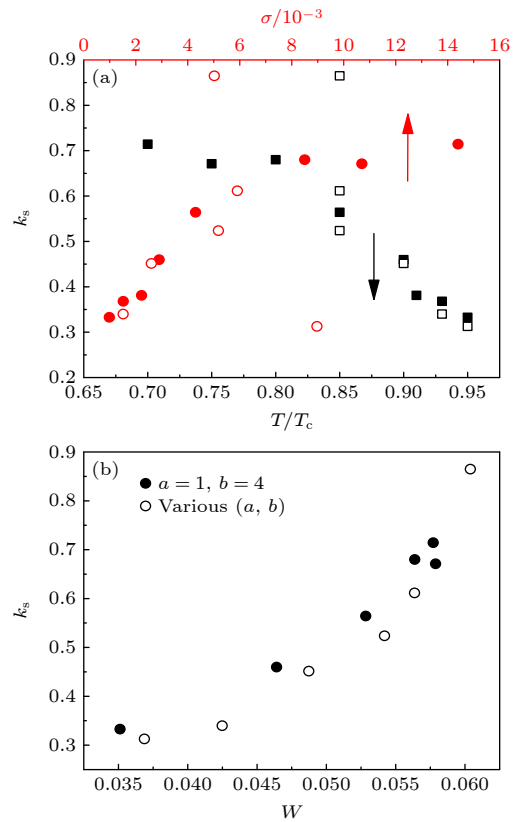 σ/10⁻³
0 2 4 6 8 10 12 14 16
(a)
0.9
0.8
0.7
0.6
0.5
0.4
0.3
0.2
kₛ
0.65 0.70 0.75 0.80 0.85 0.90 0.95
T/T꜀
(b)
a = 1, b = 4
Various (a, b)
0.9
0.8
0.7
0.6
0.5
0.4
0.3
kₛ
0.035 0.040 0.045 0.050 0.055 0.060
W